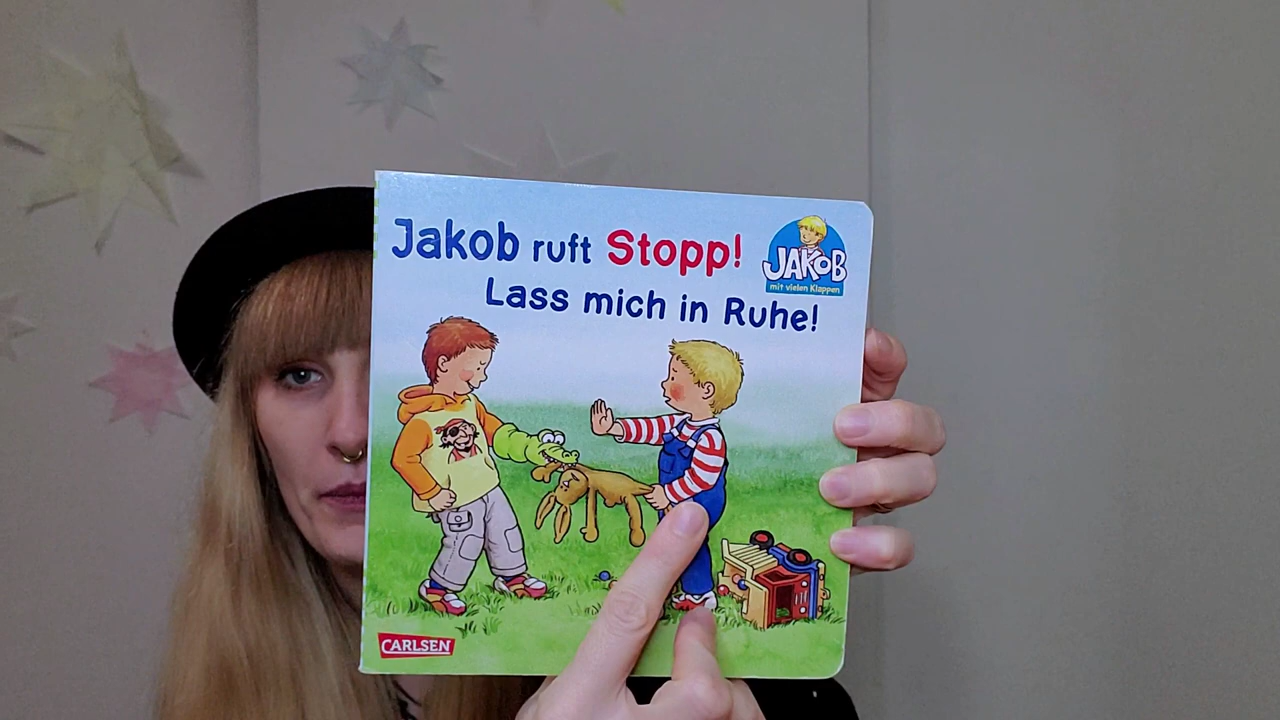 Jakob ruft Stopp!
Lass mich in Ruhe!
JAKOB
mit vielen Klappen
CARLSEN